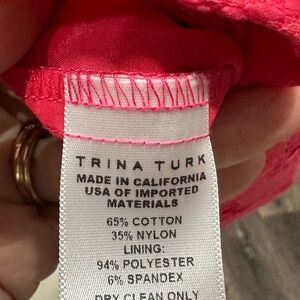 TRINA TURK
MADE IN CALIFORNIA
USA OF IMPORTED
MATERIALS
65% COTTON
35% NYLON
LINING:
94% POLYESTER
6% SPANDEX
DRY CLEAN ONLY